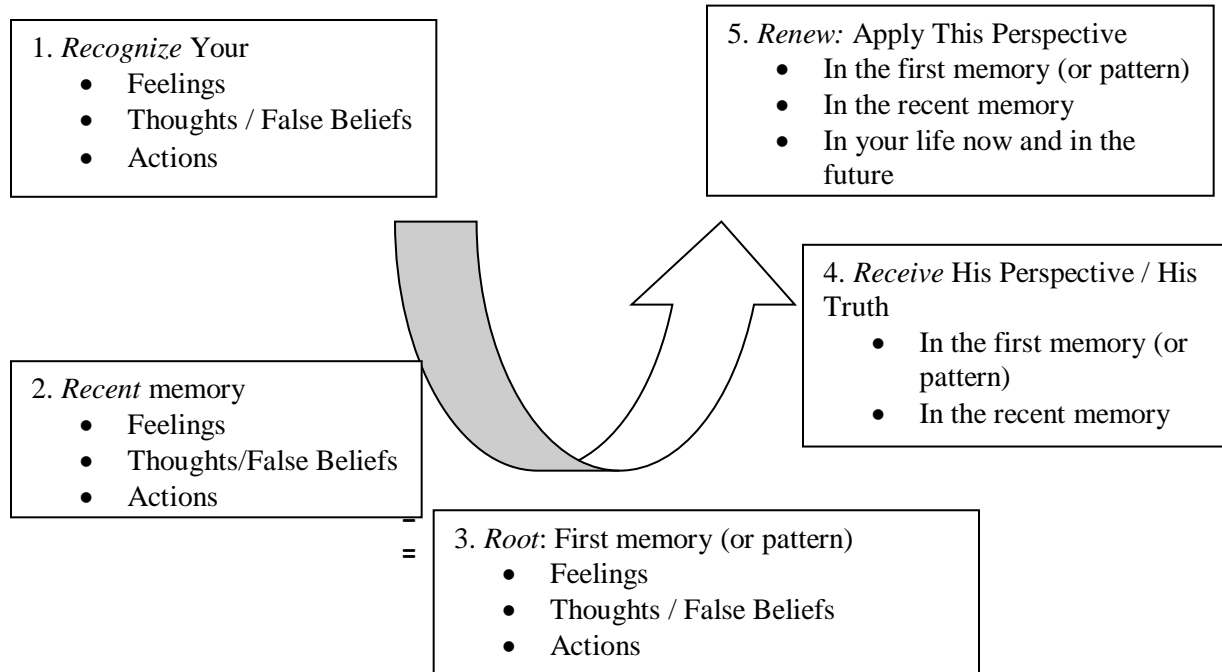 1. Recognize Your
• Feelings
• Thoughts / False Beliefs
• Actions
2. Recent memory
• Feelings
• Thoughts/False Beliefs
• Actions
=
=
3. Root: First memory (or pattern)
• Feelings
• Thoughts / False Beliefs
• Actions
4. Receive His Perspective / His
Truth
• In the first memory (or
pattern)
• In the recent memory
5. Renew: Apply This Perspective
• In the first memory (or pattern)
• In the recent memory
• In your life now and in the
future